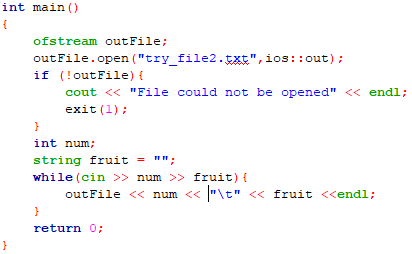 int main()
{
    ofstream outFile;
    outFile.open("try_file2.txt",ios::out);
    if (!outFile){
        cout << "File could not be opened" << endl;
        exit(1);
    }
    int num;
    string fruit = "";
    while(cin >> num >> fruit){
        outFile << num << "\t" << fruit <<endl;
    }
    return 0;
}